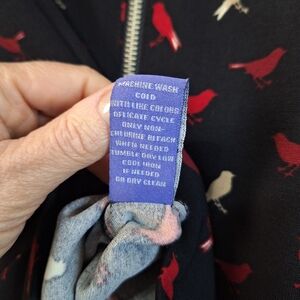 MACHINE WASH
COLD
WITH LIKE COLORS
DELICATE CYCLE
ONLY NON-
CHLORINE BLEACH
WHEN NEEDED
TUMBLE DRY LOW
COOL IRON
IF NEEDED
OR DRY CLEAN